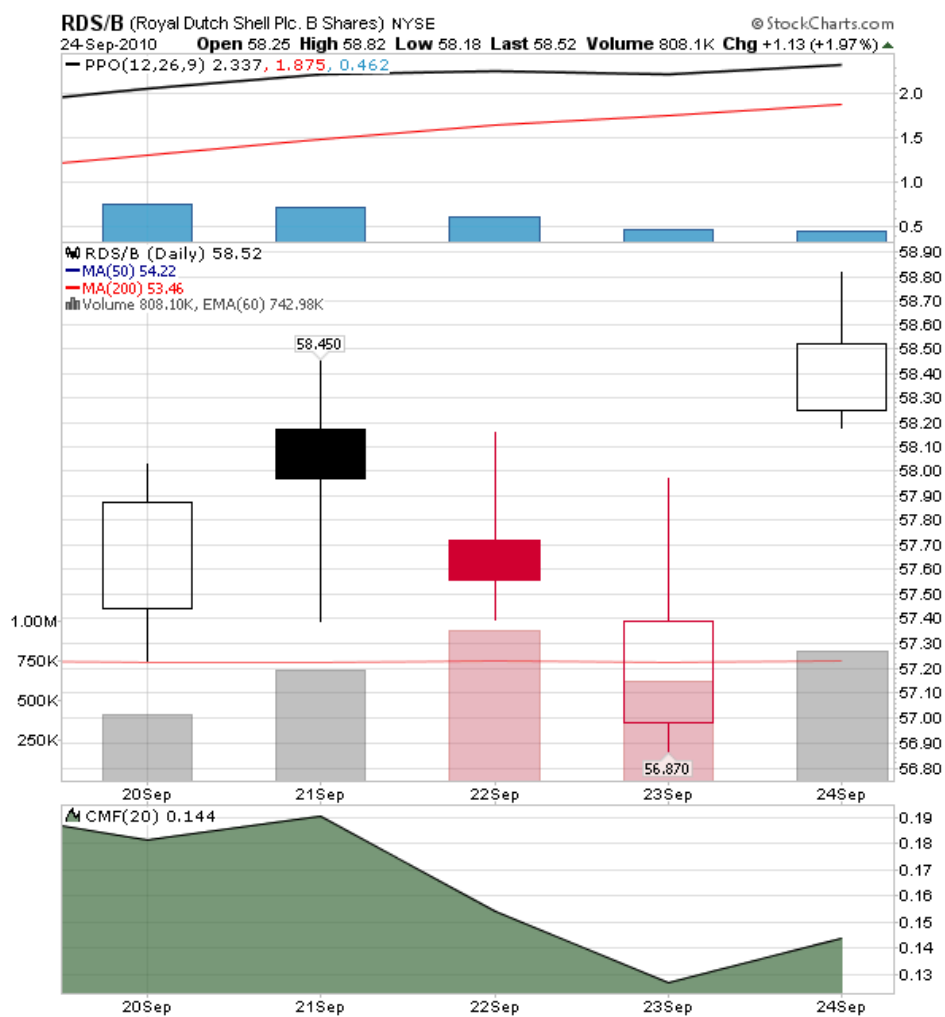 RDS/B (Royal Dutch Shell Plc. B Shares) NYSE © StockCharts.com
24-Sep-2010 Open 58.25 High 58.82 Low 58.18 Last 58.52 Volume 808.1K Chg +1.13 (+1.97%)
PPO(12,26,9) 2.337, 1.875, 0.462
2.0
1.5
1.0
0.5
RDS/B (Daily) 58.52
MA(50) 54.22
MA(200) 53.46
Volume 808.10K, EMA(60) 742.98K
58.90
58.80
58.70
58.60
58.50
58.40
58.30
58.20
58.10
58.00
57.90
57.80
57.70
57.60
57.50
57.40
57.30
57.20
57.10
57.00
56.90
56.80
58.450
56.870
1.00M
750K
500K
250K
20Sep 21Sep 22Sep 23Sep 24Sep
CMF(20) 0.144
0.19
0.18
0.17
0.16
0.15
0.14
0.13
20Sep 21Sep 22Sep 23Sep 24Sep